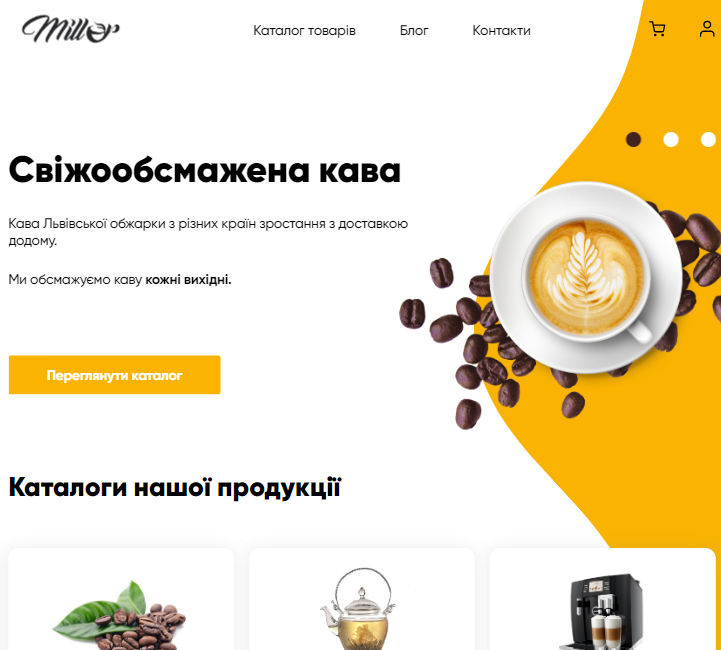 Miller
Каталог товарів
Блог
Контакти
Свіжообсмажена кава
Кава Львівської обжарки з різних країн зростання з доставкою
додому.
Ми обсмажуємо каву кожні вихідні.
Переглянути каталог
Каталоги нашої продукції